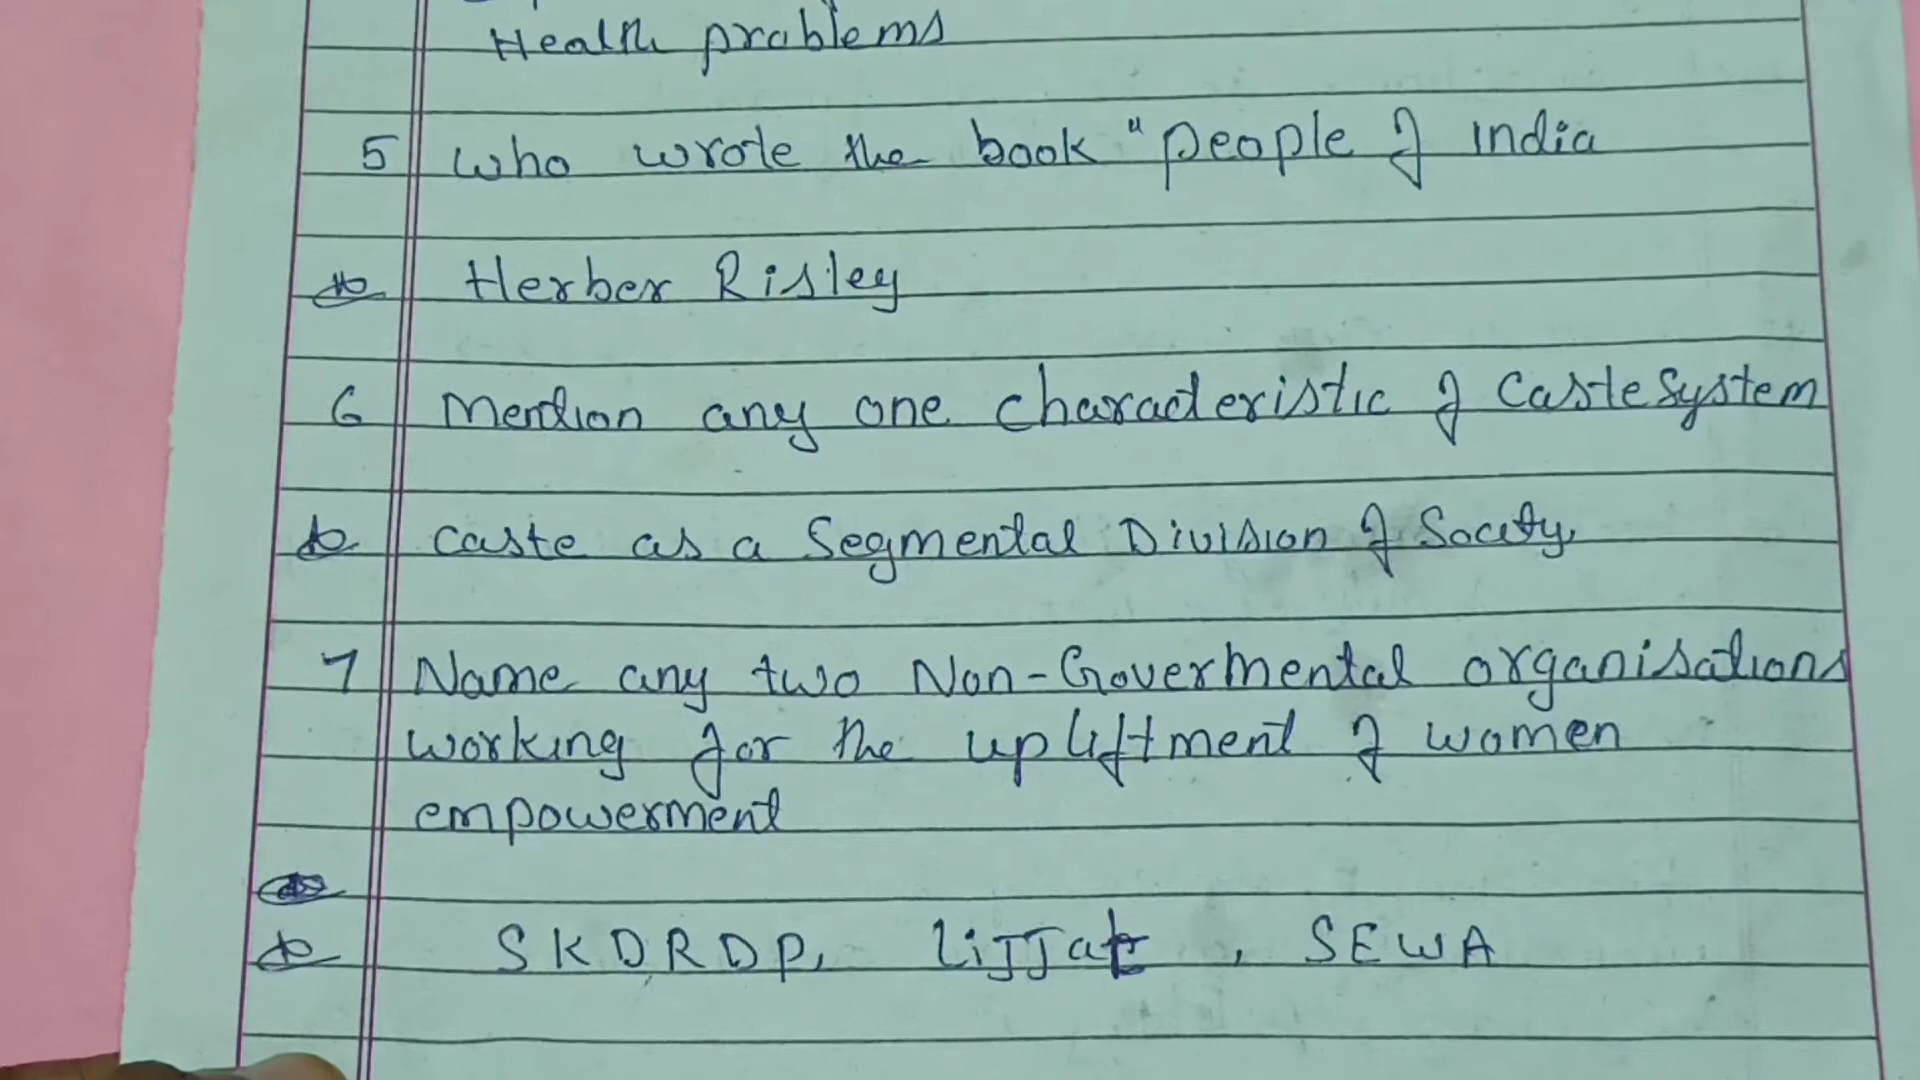 Health problems
5 Who wrote the book "people of india
Herber Risley
6 Mention any one characteristic of Caste System
caste as a Segmental Division of Socity
7 Name any two Non-Govermental organisations
working for the upliftment of women
empowerment
SKDRDP, LiJJat, SEWA